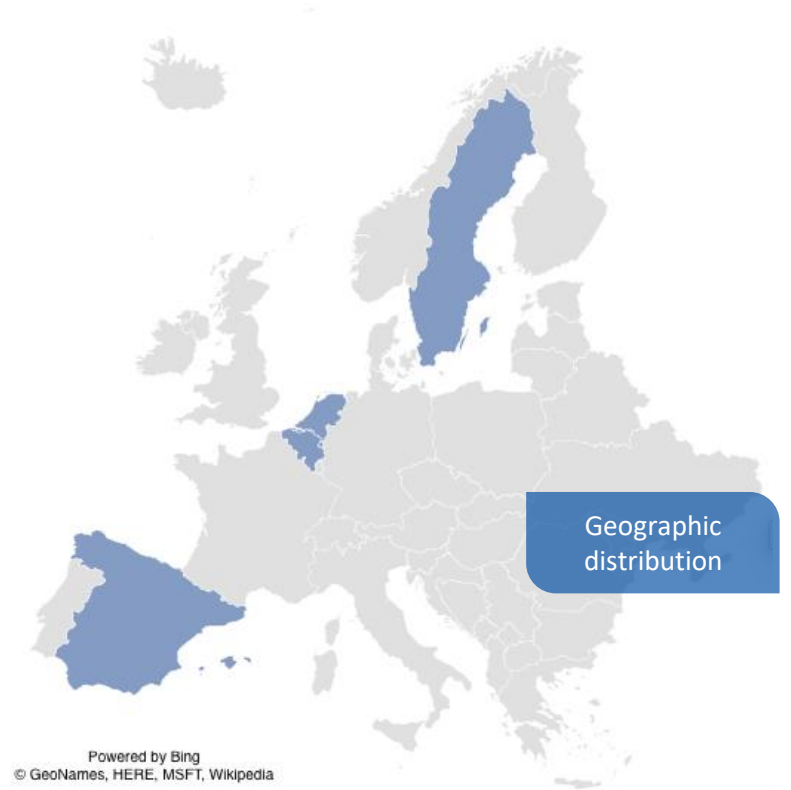 Geographic
distribution
Powered by Bing
© GeoNames, HERE, MSFT, Wikipedia